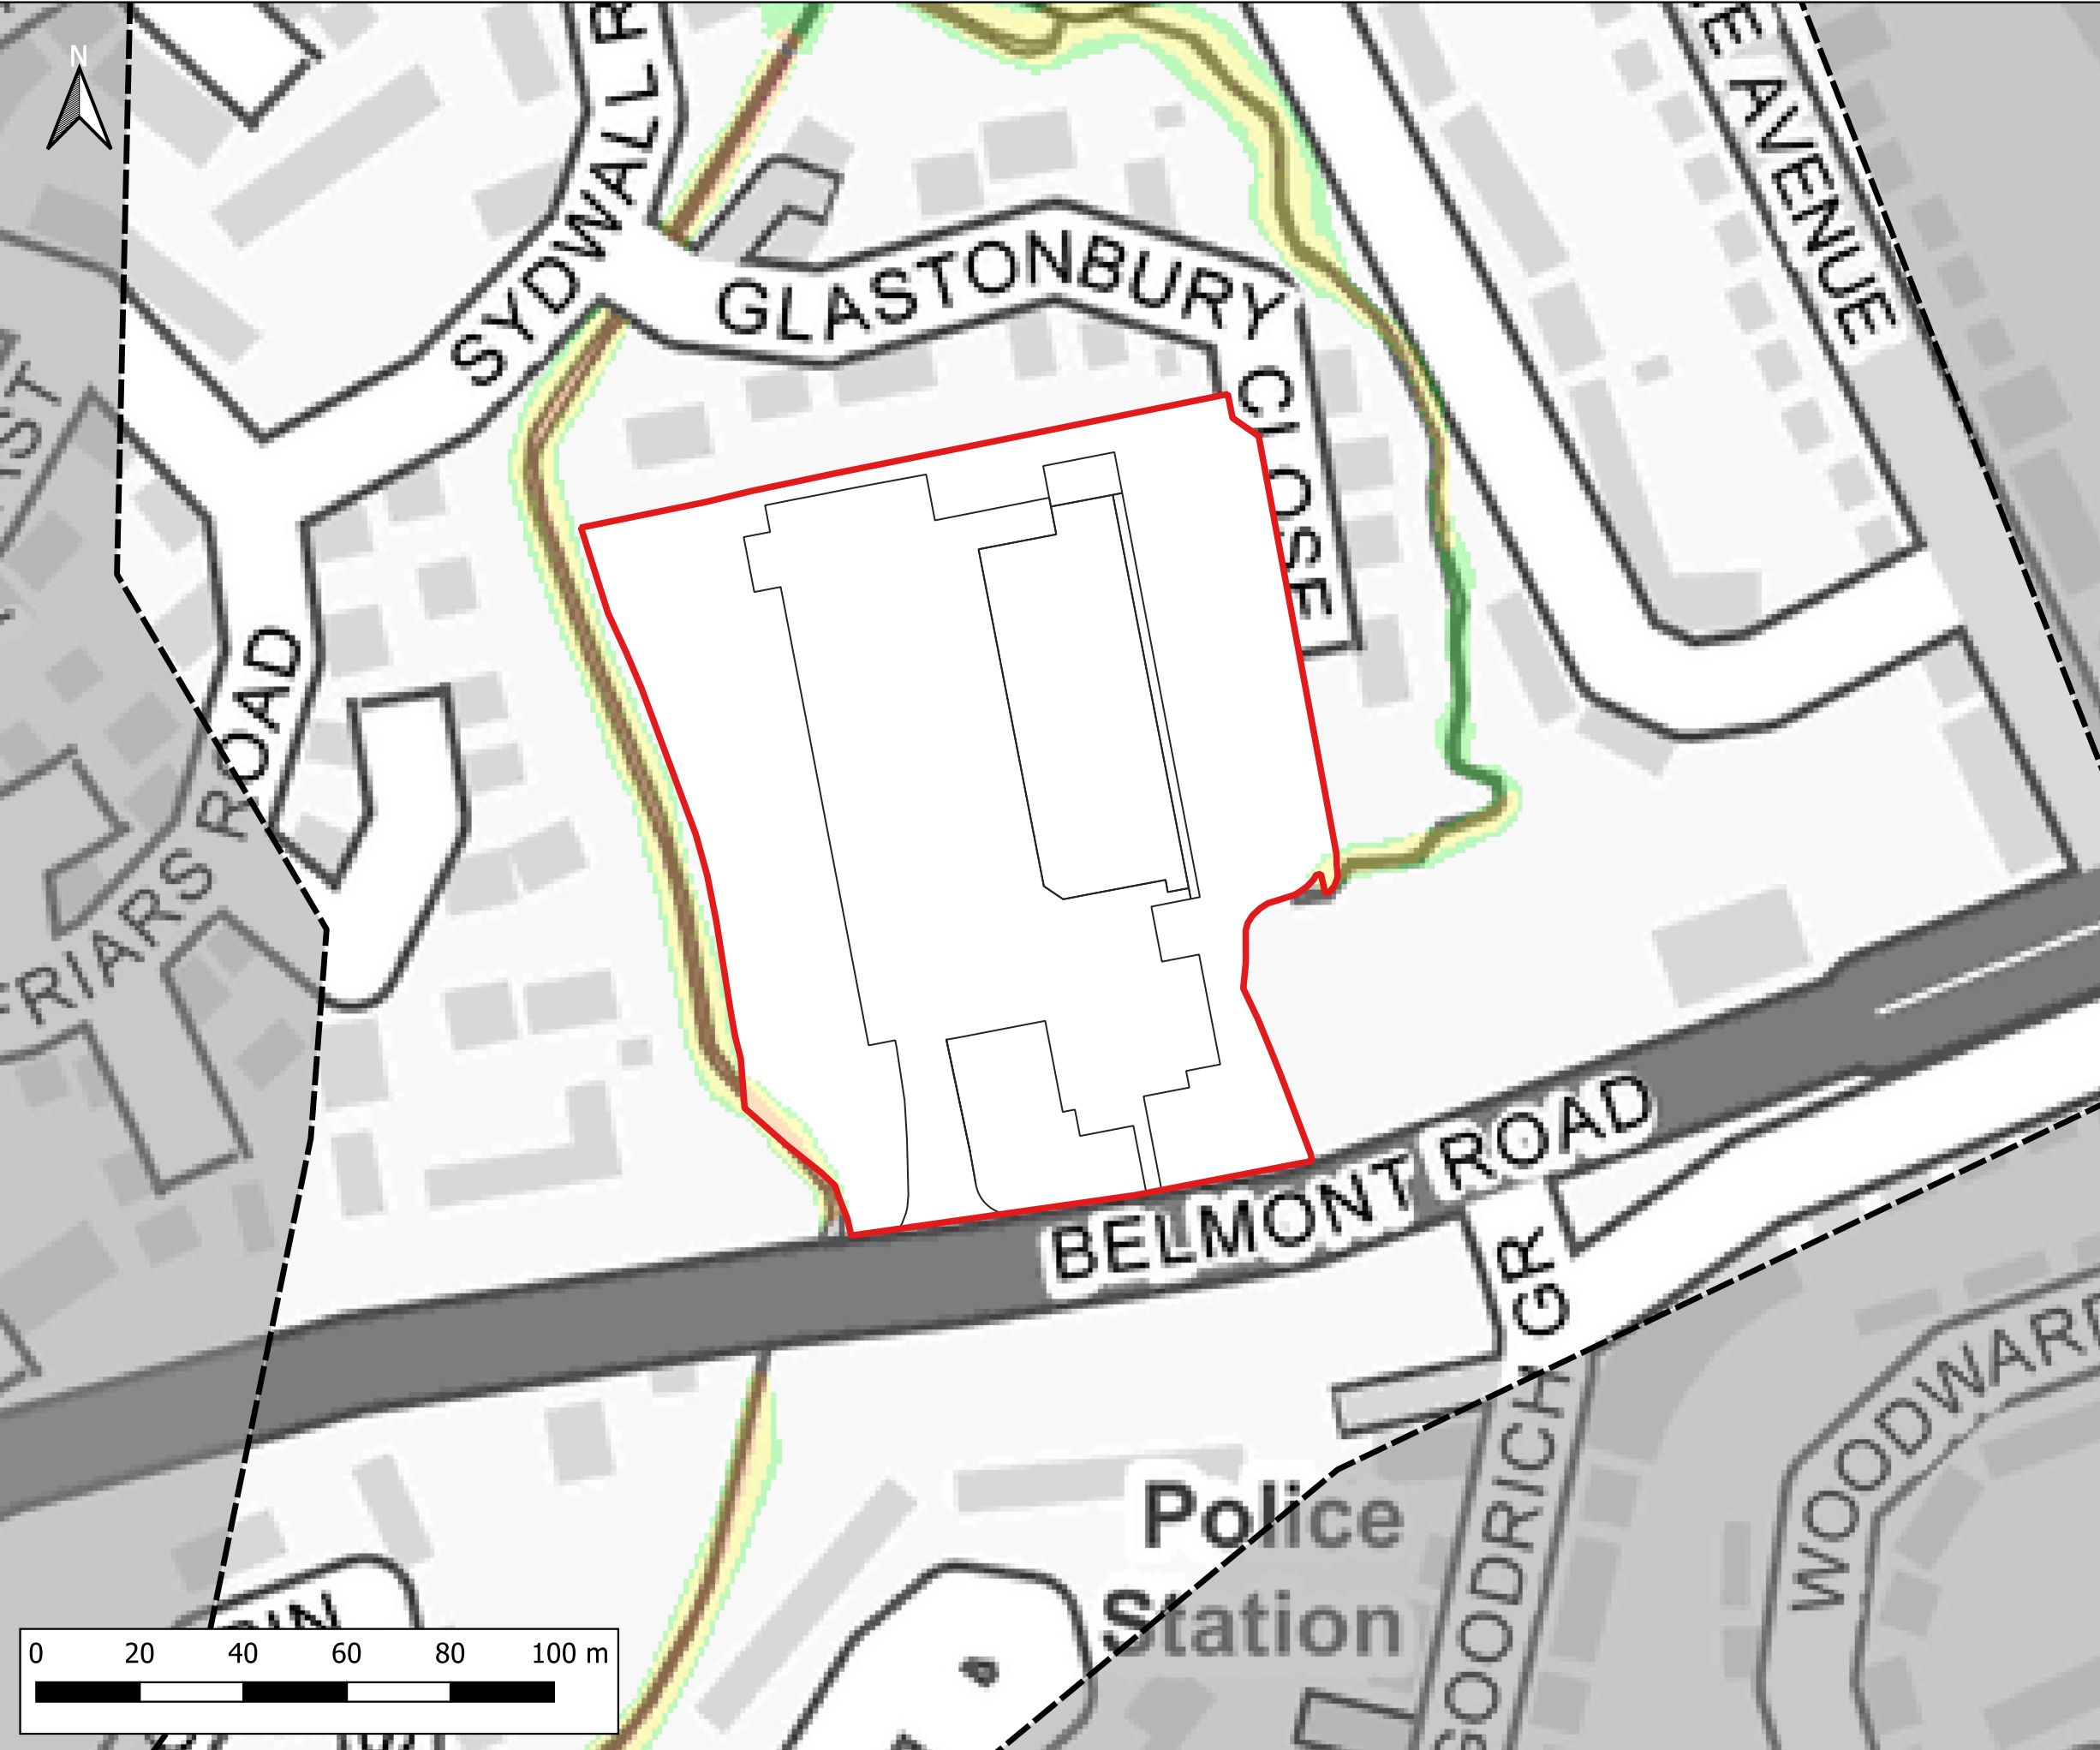 N
SYDWALL R
GLASTONBURY
CLOSE
AVENUE
ROAD
FRIARS ROAD
BELMONT ROAD
GR
GOODRICH
WOODWARD
Police
Station
0 20 40 60 80 100 m